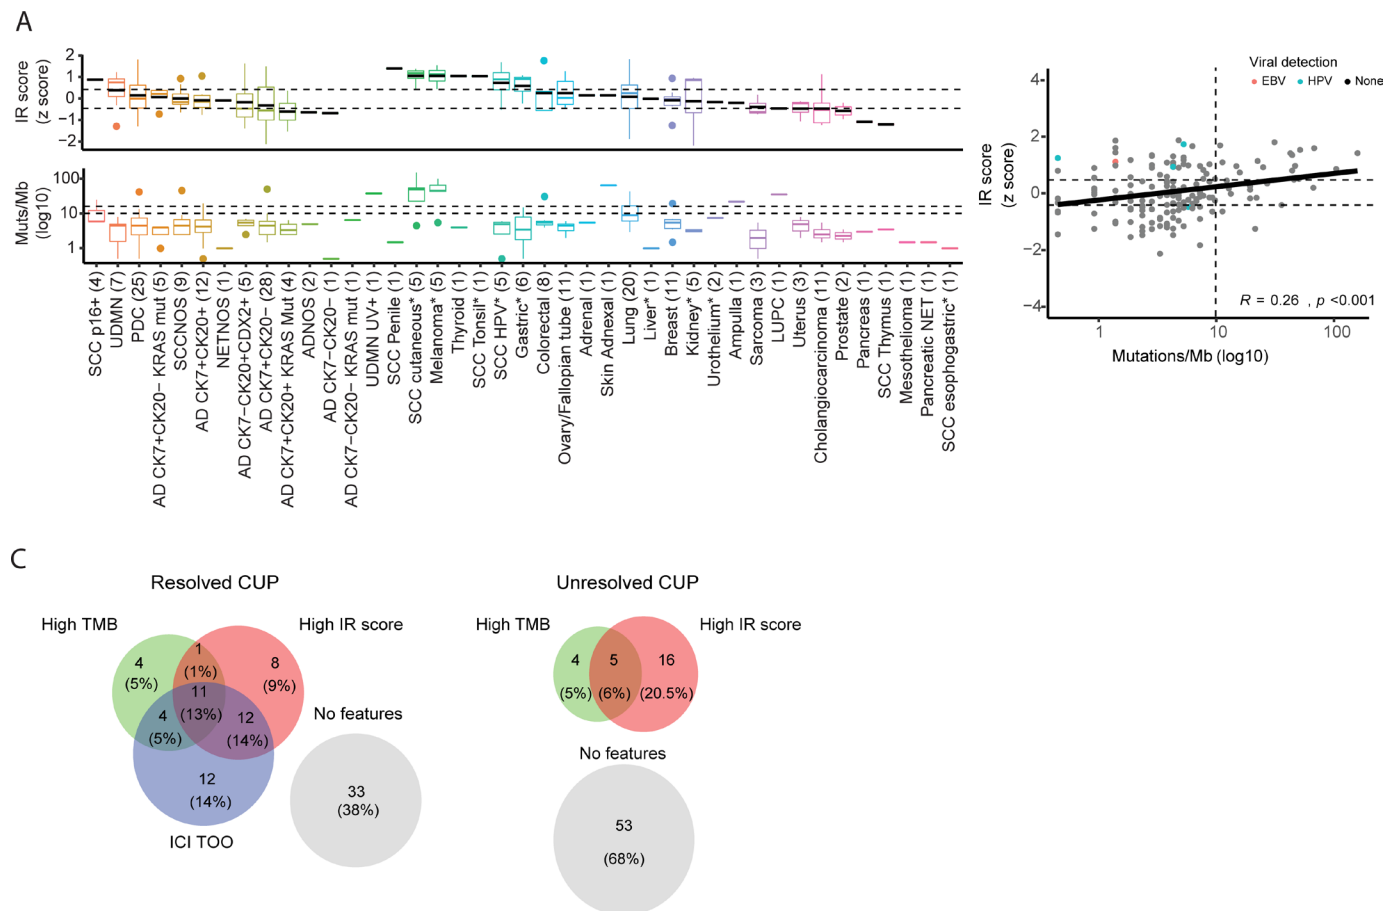 A
IR score
(z score)
2
1
0
−1
−2
Muts/Mb
(log10)
100
10
1
SCC p16+ (4)
UDMN (7)
PDC (25)
AD CK7+CK20− KRAS mut (5)
SCCNOS (9)
AD CK7+CK20+ (12)
NETNOS (1)
AD CK7−CK20+CDX2+ (5)
AD CK7+CK20− (28)
AD CK7+CK20+ KRAS Mut (4)
ADNOS (2)
AD CK7−CK20− (1)
AD CK7−CK20− KRAS mut (1)
UDMN UV+ (1)
SCC Penile (1)
SCC cutaneous* (5)
Melanoma* (5)
Thyroid (1)
SCC Tonsil* (1)
SCC HPV* (5)
Gastric* (6)
Colorectal (8)
Ovary/Fallopian tube (11)
Adrenal (1)
Skin Adnexal (1)
Lung (20)
Liver* (1)
Breast (11)
Kidney* (5)
Urothelium* (2)
Ampulla (1)
Sarcoma (3)
LUPC (1)
Uterus (3)
Cholangiocarcinoma (11)
Prostate (2)
Pancreas (1)
SCC Thymus (1)
Mesothelioma (1)
Pancreatic NET (1)
SCC esophogastric* (1)
Viral detection
EBV HPV None
IR score
(z score)
4
2
0
−2
−4
R = 0.26 , p <0.001
1 10 100
Mutations/Mb (log10)
C
Resolved CUP
High TMB
High IR score
4
(5%)
1
(1%)
8
(9%)
11
(13%)
4
(5%)
12
(14%)
12
(14%)
ICI TOO
No features
33
(38%)
Unresolved CUP
High TMB
High IR score
4
(5%)
5
(6%)
16
(20.5%)
No features
53
(68%)